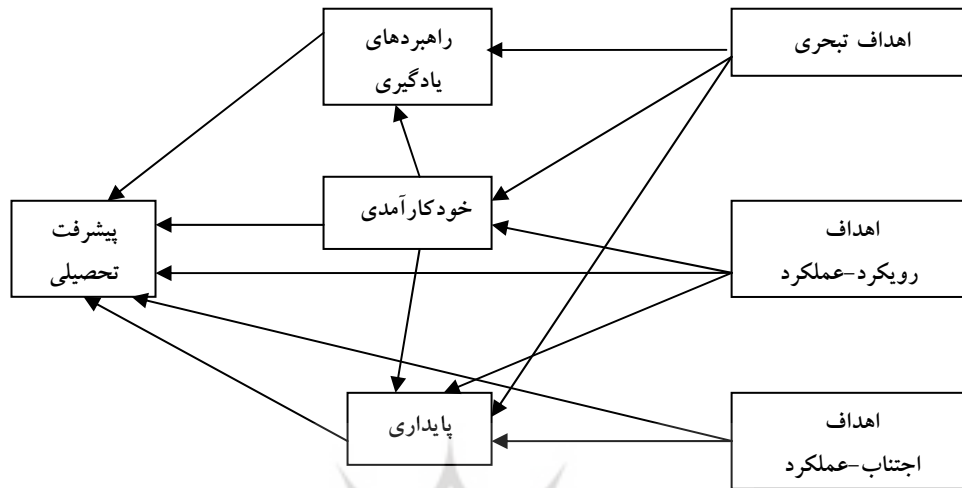 اهداف تبحری
راهبردهای
یادگیری
خودکارآمدی
اهداف
رویکرد-عملکرد
پیشرفت
تحصیلی
پایداری
اهداف
اجتناب-عملکرد